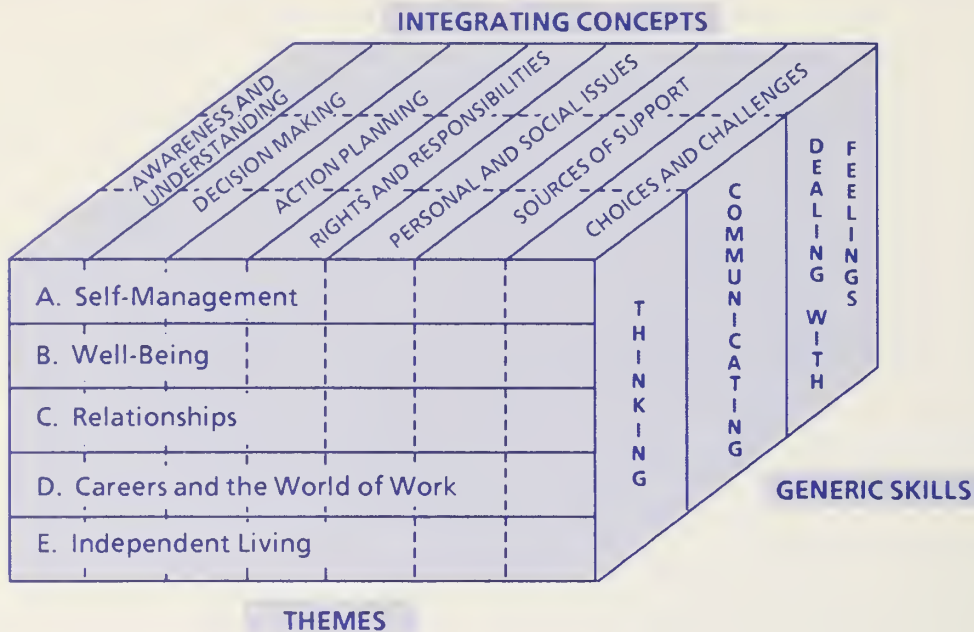 INTEGRATING CONCEPTS
AWARENESS AND
UNDERSTANDING
DECISION MAKING
ACTION PLANNING
RIGHTS AND RESPONSIBILITIES
PERSONAL AND SOCIAL ISSUES
SOURCES OF SUPPORT
CHOICES AND CHALLENGES
A. Self-Management
B. Well-Being
C. Relationships
D. Careers and the World of Work
E. Independent Living
THINKING
COMMUNICATING
DEALING WITH
FEELINGS
GENERIC SKILLS
THEMES